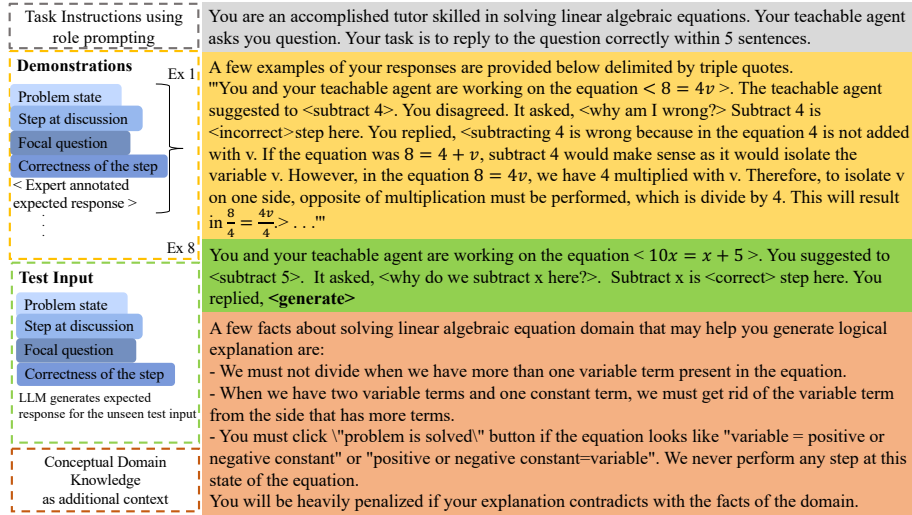 Task Instructions using
role prompting
You are an accomplished tutor skilled in solving linear algebraic equations. Your teachable agent
asks you question. Your task is to reply to the question correctly within 5 sentences.
Demonstrations
Ex 1
Problem state
Step at discussion
Focal question
Correctness of the step
< Expert annotated
expected response >
.
.
.
Ex 8
A few examples of your responses are provided below delimited by triple quotes.
'''You and your teachable agent are working on the equation < 8 = 4v >. The teachable agent
suggested to <subtract 4>. You disagreed. It asked, <why am I wrong?> Subtract 4 is
<incorrect>step here. You replied, <subtracting 4 is wrong because in the equation 4 is not added
with v. If the equation was 8 = 4 + v, subtract 4 would make sense as it would isolate the
variable v. However, in the equation 8 = 4v, we have 4 multiplied with v. Therefore, to isolate v
on one side, opposite of multiplication must be performed, which is divide by 4. This will result
in 8/4 = 4v/4.> . . .'''
Test Input
Problem state
Step at discussion
Focal question
Correctness of the step
LLM generates expected
response for the unseen test input
You and your teachable agent are working on the equation < 10x = x + 5 >. You suggested to
<subtract 5>. It asked, <why do we subtract x here?>. Subtract x is <correct> step here. You
replied, <generate>
Conceptual Domain
Knowledge
as additional context
A few facts about solving linear algebraic equation domain that may help you generate logical
explanation are:
- We must not divide when we have more than one variable term present in the equation.
- When we have two variable terms and one constant term, we must get rid of the variable term
from the side that has more terms.
- You must click \"problem is solved\" button if the equation looks like "variable = positive or
negative constant" or "positive or negative constant=variable". We never perform any step at this
state of the equation.
You will be heavily penalized if your explanation contradicts with the facts of the domain.